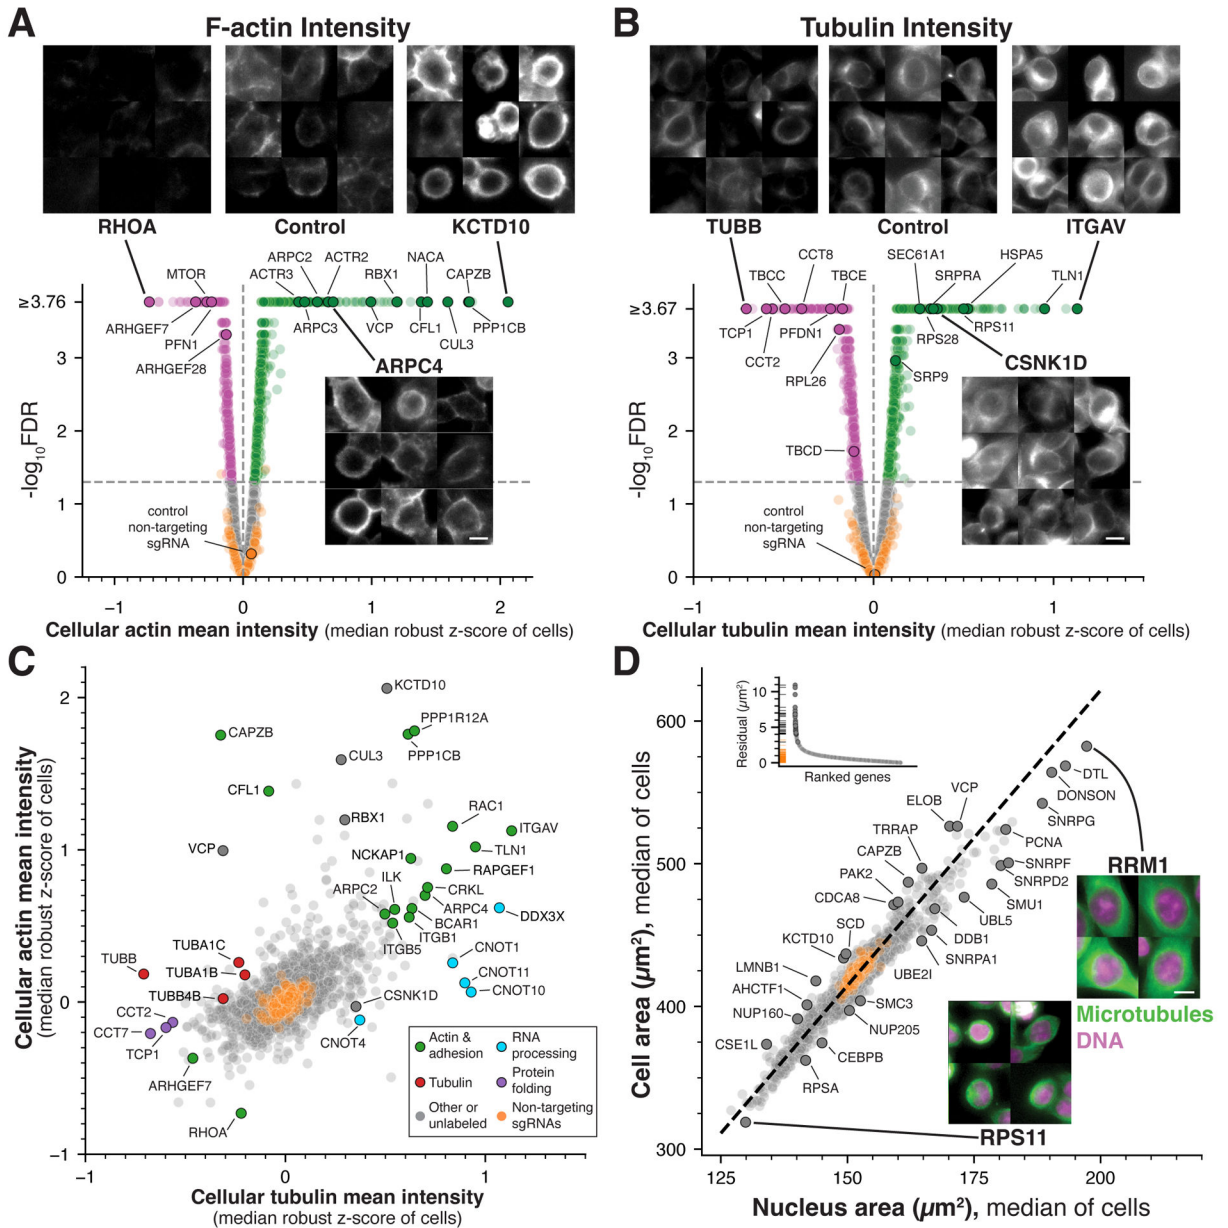 A
F-actin Intensity
RHOA
Control
KCTD10
MTOR
ARPC2
ACTR2
ACTR3
RBX1
NACA
CAPZB
≥3.76
ARHGEF7
PFN1
ARHGEF28
ARPC3
VCP
CFL1
CUL3
PPP1CB
ARPC4
3
2
1
0
-log10FDR
control
non-targeting
sgRNA
−1
0
1
2
Cellular actin mean intensity (median robust z-score of cells)
B
Tubulin Intensity
TUBB
Control
ITGAV
CCT8
TBCC
TBCE
SEC61A1
SRPRA
HSPA5
TLN1
≥3.67
TCP1
CCT2
PFDN1
RPL26
RPS28
RPS11
CSNK1D
SRP9
TBCD
3
2
1
0
-log10FDR
control
non-targeting
sgRNA
−1
0
1
Cellular tubulin mean intensity (median robust z-score of cells)
C
Cellular actin mean intensity
(median robust z-score of cells)
2
1
0
−1
KCTD10
PPP1R12A
CAPZB
PPP1CB
CUL3
CFL1
RAC1
RBX1
ITGAV
VCP
NCKAP1
TLN1
RAPGEF1
ILK
ARPC2
CRKL
ARPC4
DDX3X
BCAR1
ITGB1
ITGB5
TUBA1C
TUBB
TUBA1B
CNOT1
CNOT11
CNOT10
TUBB4B
CSNK1D
CCT2
CCT7
TCP1
CNOT4
ARHGEF7
RHOA
Actin &
adhesion
RNA
processing
Tubulin
Protein
folding
Other or
unlabeled
Non-targeting
sgRNAs
−1
0
1
Cellular tubulin mean intensity
(median robust z-score of cells)
D
Cell area (µm2), median of cells
600
500
400
300
Residual (µm2)
10
5
0
Ranked genes
DTL
DONSON
VCP
ELOB
SNRPG
TRRAP
PCNA
CAPZB
SNRPF
RRM1
PAK2
SNRPD2
CDCA8
SMU1
SCD
UBL5
KCTD10
DDB1
SNRPA1
LMNB1
UBE2I
AHCTF1
SMC3
NUP160
NUP205
CSE1L
CEBPB
RPSA
Microtubules
DNA
RPS11
125
150
175
200
Nucleus area (µm2), median of cells